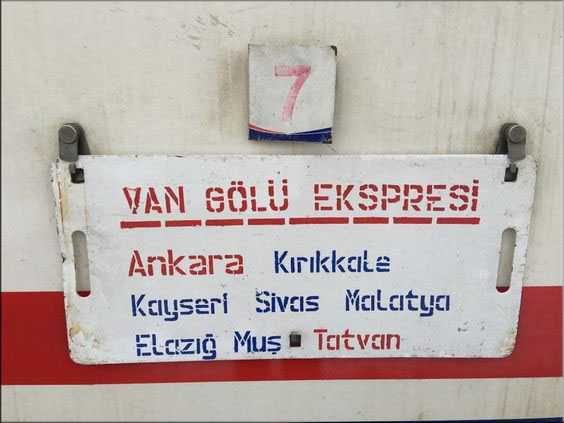 7
VAN GÖLÜ EKSPRESİ
Ankara Kırıkkale
Kayseri Sivas Malatya
Elazığ Muş Tatvan